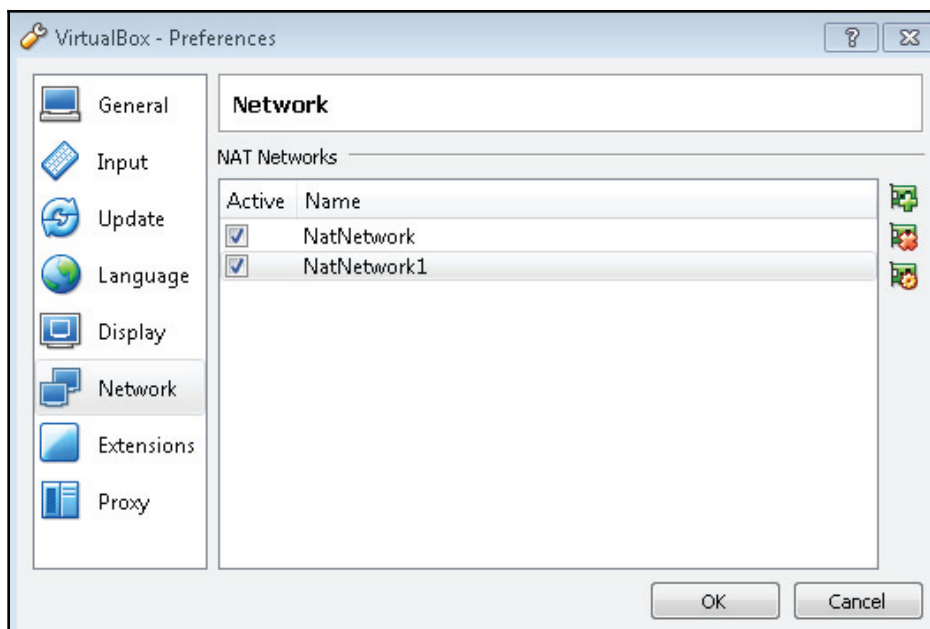 VirtualBox - Preferences
General
Input
Update
Language
Display
Network
Extensions
Proxy
Network
NAT Networks
Active Name
NatNetwork
NatNetwork1
OK Cancel